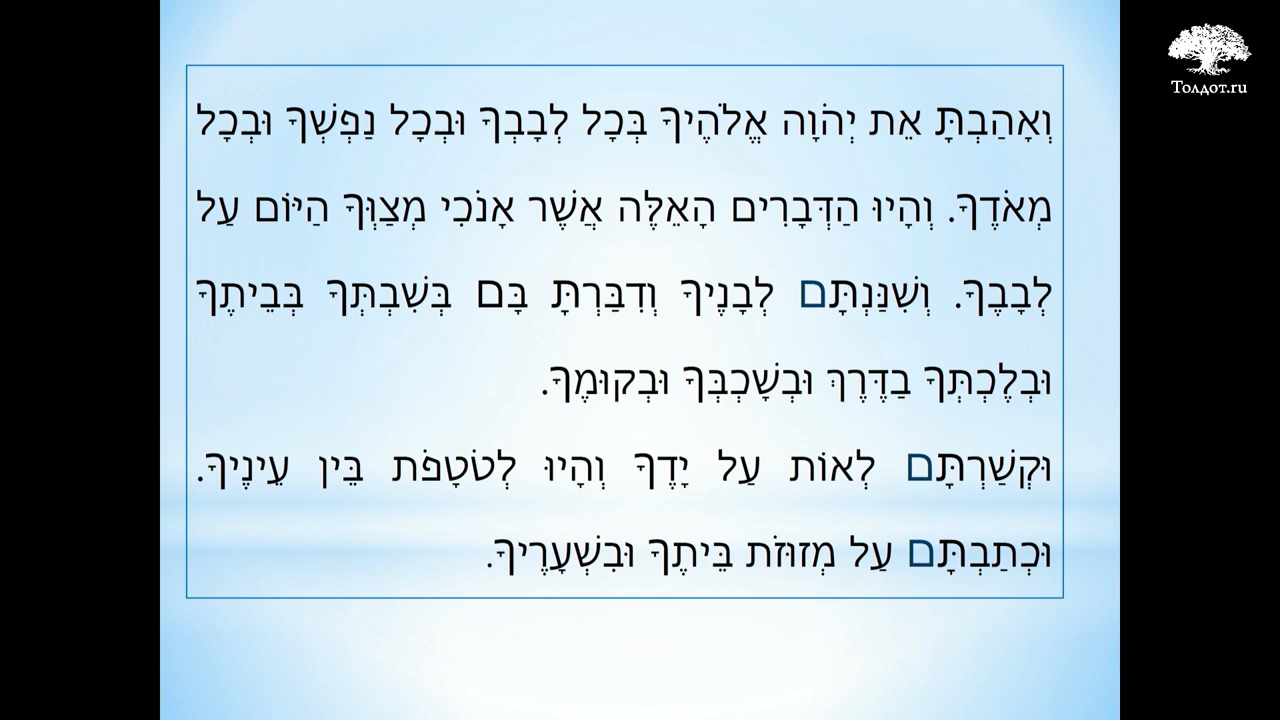 Толдот.ru
וְאָהַבְתָּ אֵת יְהֹוָה אֱלֹהֶיךָ בְּכָל לְבָבְךָ וּבְכָל נַפְשְׁךָ וּבְכָל
מְאֹדֶךָ. וְהָיוּ הַדְּבָרִים הָאֵלֶּה אֲשֶׁר אָנֹכִי מְצַוְּךָ הַיּוֹם עַל
לְבָבֶךָ. וְשִׁנַּנְתָּם לְבָנֶיךָ וְדִבַּרְתָּ בָּם בְּשִׁבְתְּךָ בְּבֵיתֶךָ
וּבְלֶכְתְּךָ בַדֶּרֶךְ וּבְשָׁכְבְּךָ וּבְקוּמֶךָ.
וּקְשַׁרְתָּם לְאוֹת עַל יָדֶךָ וְהָיוּ לְטֹטָפֹת בֵּין עֵינֶיךָ.
וּכְתַבְתָּם עַל מְזוּזֹת בֵּיתֶךָ וּבִשְׁעָרֶיךָ.